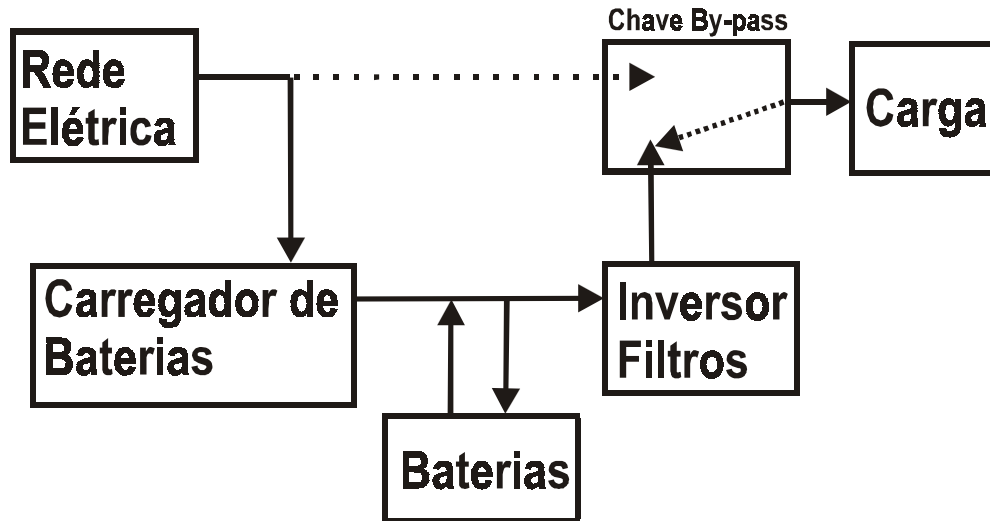 Chave By-pass
Rede
Elétrica
Carga
Carregador de
Baterias
Inversor
Filtros
Baterias